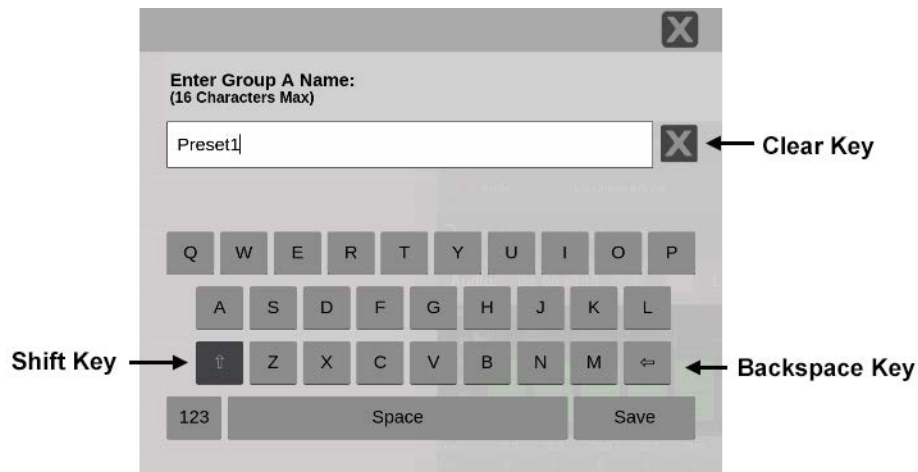 X
Enter Group A Name:
(16 Characters Max)
Preset1
X
Clear Key
Q W E R T Y U I O P
A S D F G H J K L
Shift Key
⇧ Z X C V B N M ⇦
Backspace Key
123 Space Save